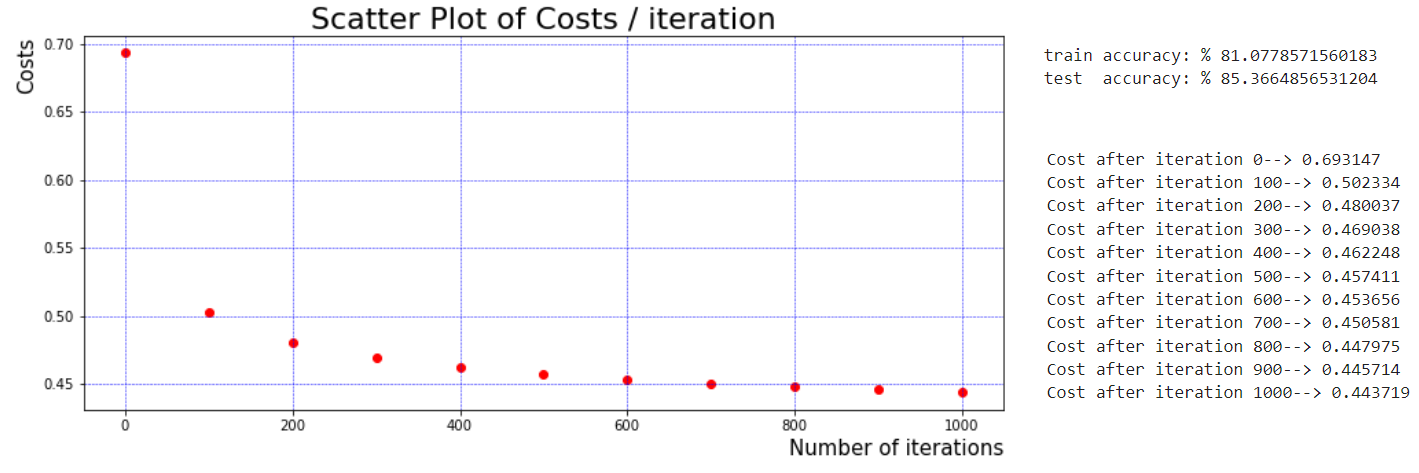 Scatter Plot of Costs / iteration
Costs
0.70
0.65
0.60
0.55
0.50
0.45
0
200
400
600
800
1000
Number of iterations
train accuracy: % 81.0778571560183
test  accuracy: % 85.3664856531204
Cost after iteration 0--> 0.693147
Cost after iteration 100--> 0.502334
Cost after iteration 200--> 0.480037
Cost after iteration 300--> 0.469038
Cost after iteration 400--> 0.462248
Cost after iteration 500--> 0.457411
Cost after iteration 600--> 0.453656
Cost after iteration 700--> 0.450581
Cost after iteration 800--> 0.447975
Cost after iteration 900--> 0.445714
Cost after iteration 1000--> 0.443719